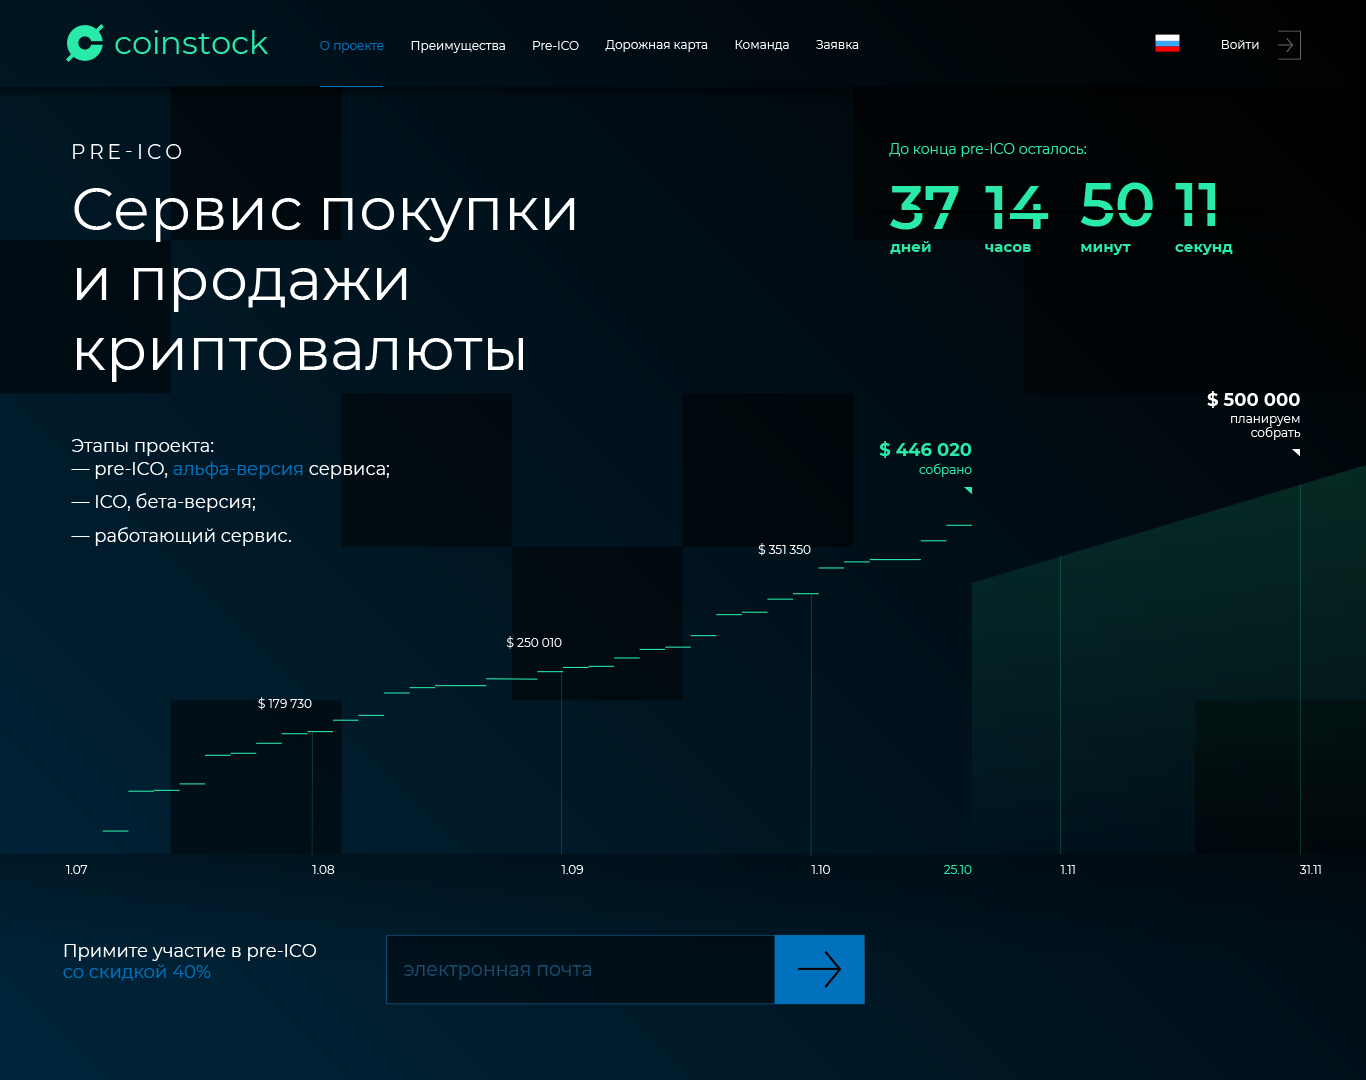 coinstock
О проекте
Преимущества
Pre-ICO
Дорожная карта
Команда
Заявка
Войти
PRE-ICO
Сервис покупки
и продажи
криптовалюты
До конца pre-ICO осталось:
37 14 50 11
дней часов минут секунд
Этапы проекта:
— pre-ICO, альфа-версия сервиса;
— ICO, бета-версия;
— работающий сервис.
$ 500 000
планируем
собрать
$ 446 020
собрано
$ 351 350
$ 250 010
$ 179 730
1.07 1.08 1.09 1.10 25.10 1.11 31.11
Примите участие в pre-ICO
со скидкой 40%
электронная почта